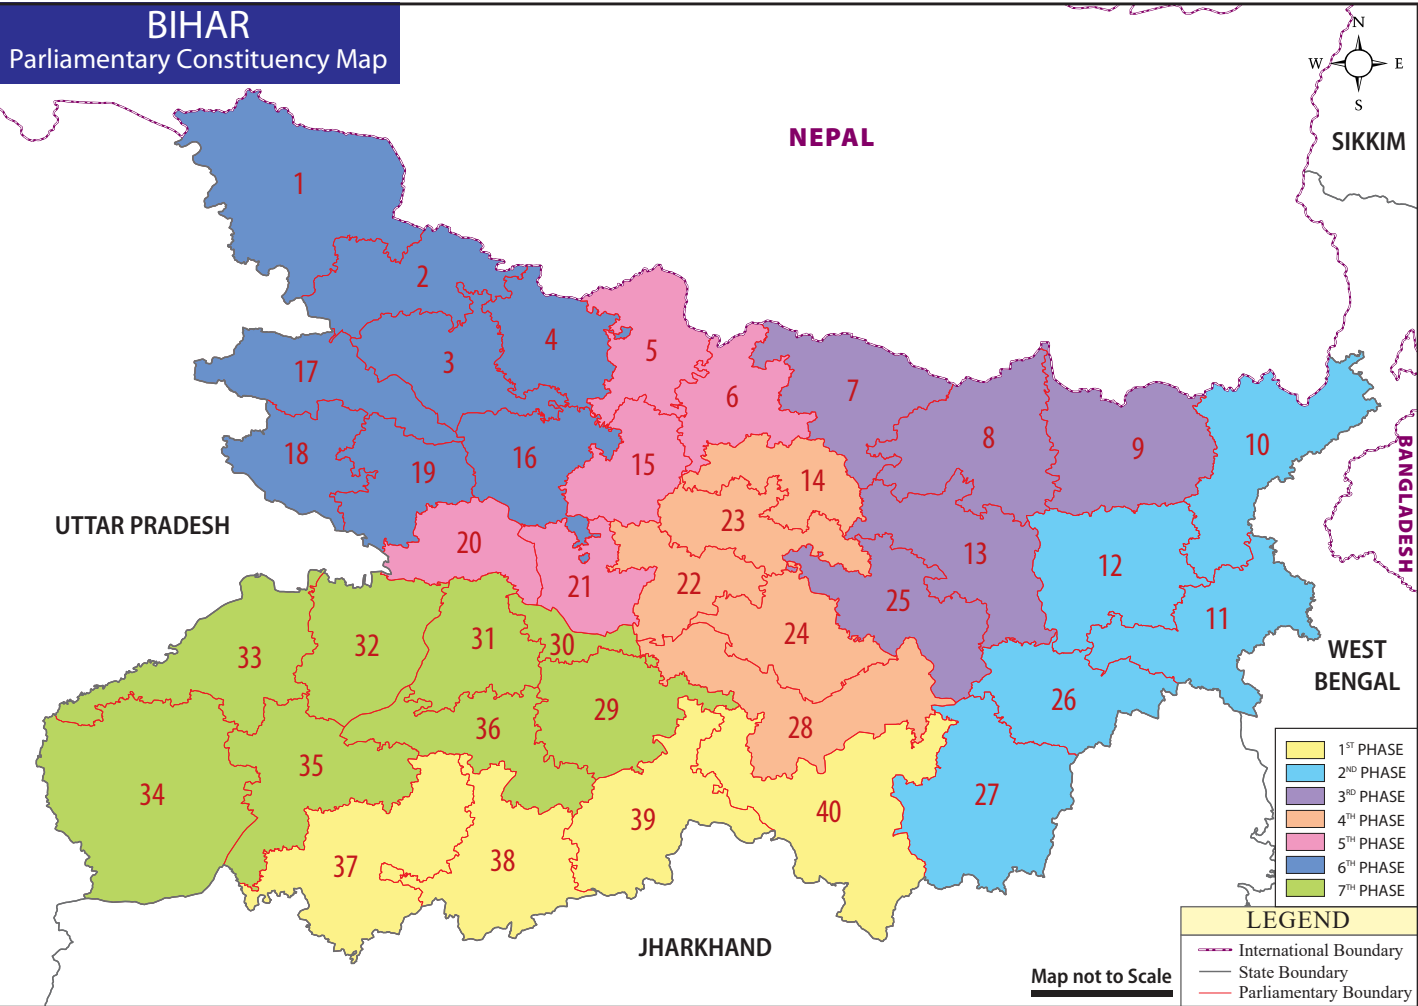 BIHAR
Parliamentary Constituency Map
N
W E
S
NEPAL
SIKKIM
1
2
3
4
5
6
7
8
9
10
17
18
19
16
15
14
23
BANGLADESH
UTTAR PRADESH
20
21
22
13
12
25
24
11
33
32
31
30
29
28
26
WEST
BENGAL
36
35
34
27
40
39
38
37
1ST PHASE
2ND PHASE
3RD PHASE
4TH PHASE
5TH PHASE
6TH PHASE
7TH PHASE
JHARKHAND
Map not to Scale
LEGEND
International Boundary
State Boundary
Parliamentary Boundary